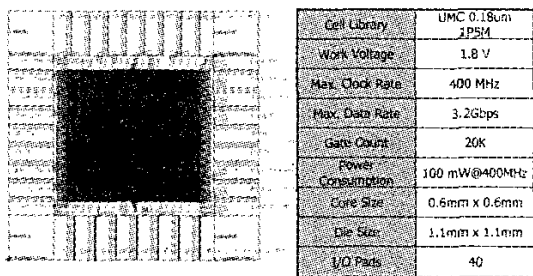 Cell Library
UMC 0.18um
1P5M
Work Voltage
1.8 V
Max. Clock Rate
400 MHz
Max. Data Rate
3.2Gbps
Gate Count
20K
Power
Consumption
100 mW@400MHz
Core Size
0.6mm x 0.6mm
Die Size
1.1mm x 1.1mm
I/O Pads
40